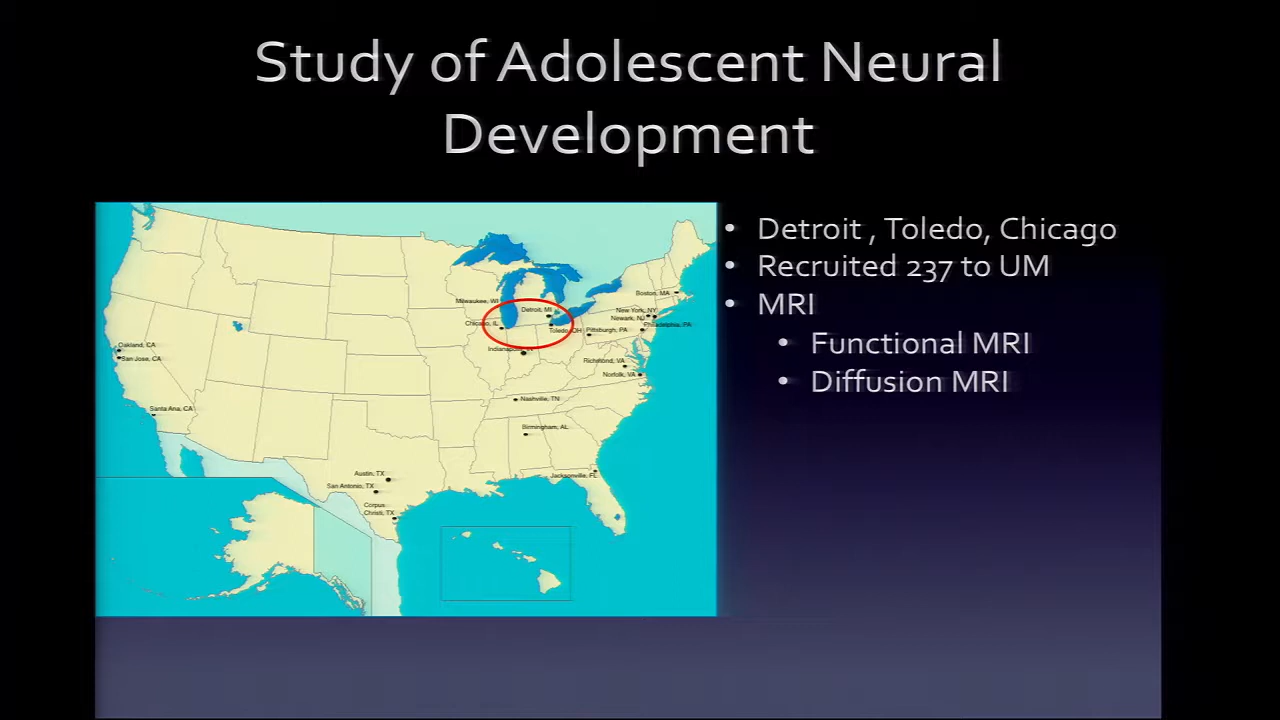 Study of Adolescent Neural
Development
• Detroit , Toledo, Chicago
• Recruited 237 to UM
• MRI
• Functional MRI
• Diffusion MRI
Milwaukee, WI
Detroit, MI
Chicago, IL
Toledo, OH
Pittsburgh, PA
Boston, MA
New York, NY
Newark, NJ
Philadelphia, PA
Oakland, CA
San Jose, CA
Richmond, VA
Norfolk, VA
Santa Ana, CA
Nashville, TN
Birmingham, AL
Austin, TX
San Antonio, TX
Jacksonville, FL
Corpus
Christi, TX